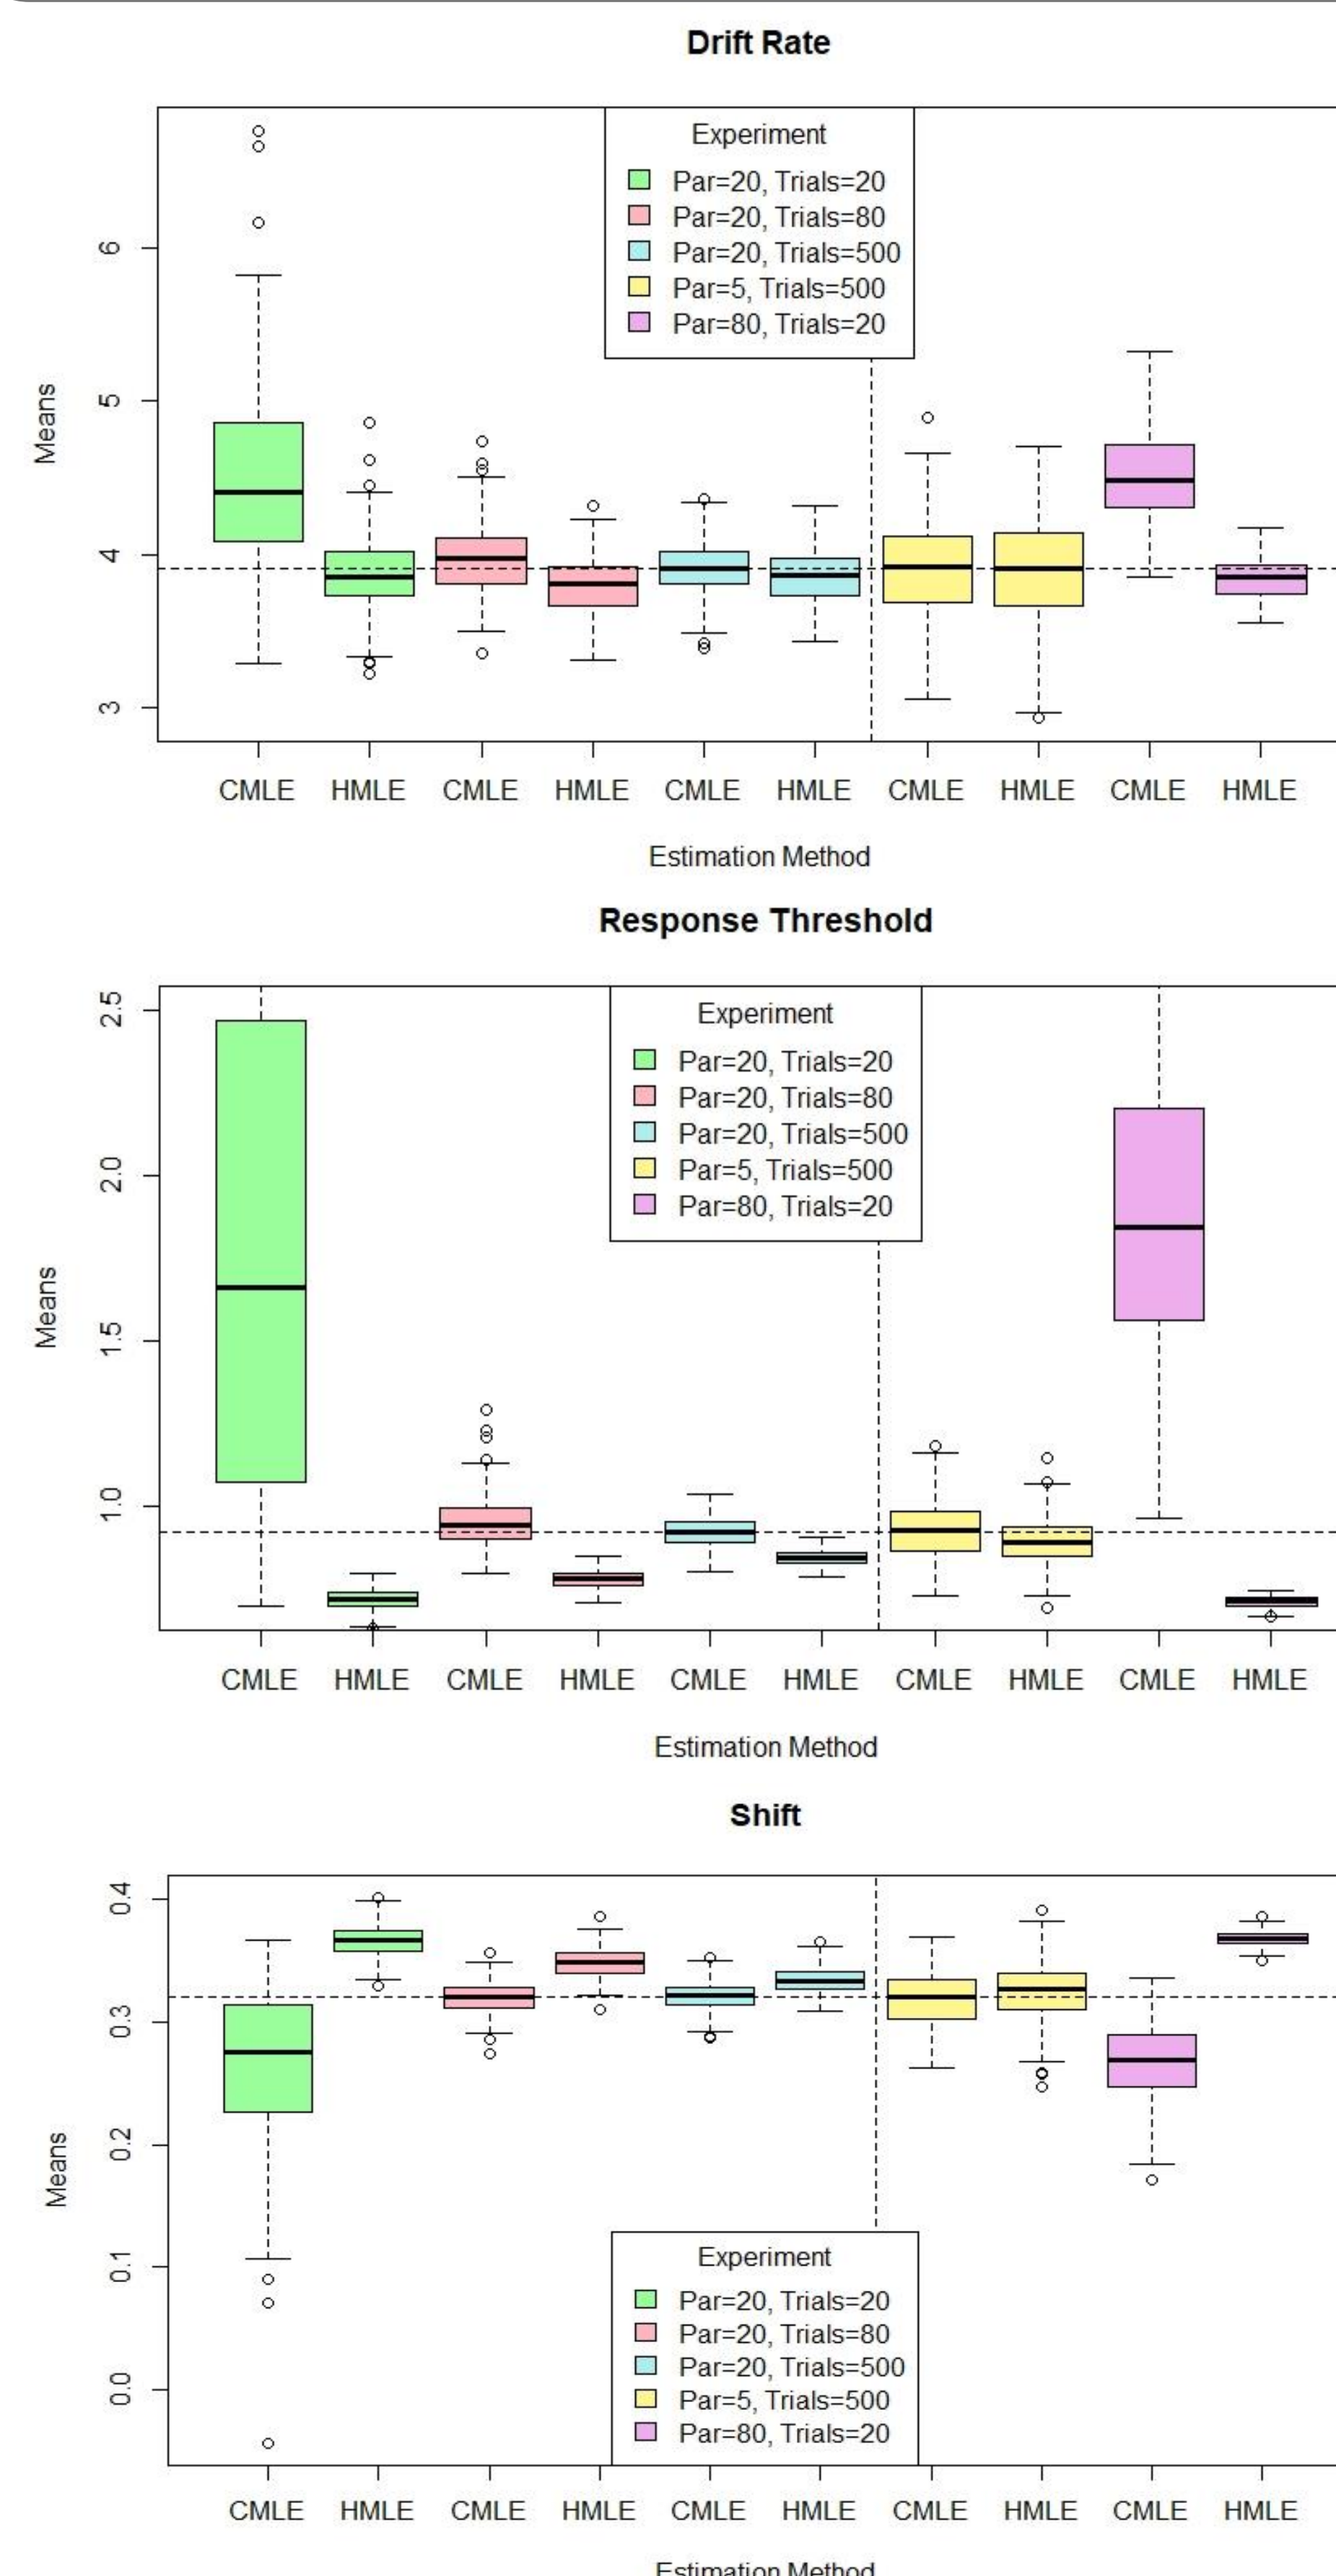 Drift Rate
Experiment
Par=20, Trials=20
Par=20, Trials=80
Par=20, Trials=500
Par=5, Trials=500
Par=80, Trials=20
6
5
4
3
Means
CMLE HMLE CMLE HMLE CMLE HMLE CMLE HMLE CMLE HMLE
Estimation Method
Response Threshold
Experiment
Par=20, Trials=20
Par=20, Trials=80
Par=20, Trials=500
Par=5, Trials=500
Par=80, Trials=20
2.5
2.0
1.5
1.0
Means
CMLE HMLE CMLE HMLE CMLE HMLE CMLE HMLE CMLE HMLE
Estimation Method
Shift
0.4
0.3
0.2
0.1
0.0
Means
Experiment
Par=20, Trials=20
Par=20, Trials=80
Par=20, Trials=500
Par=5, Trials=500
Par=80, Trials=20
CMLE HMLE CMLE HMLE CMLE HMLE CMLE HMLE CMLE HMLE
Estimation Method